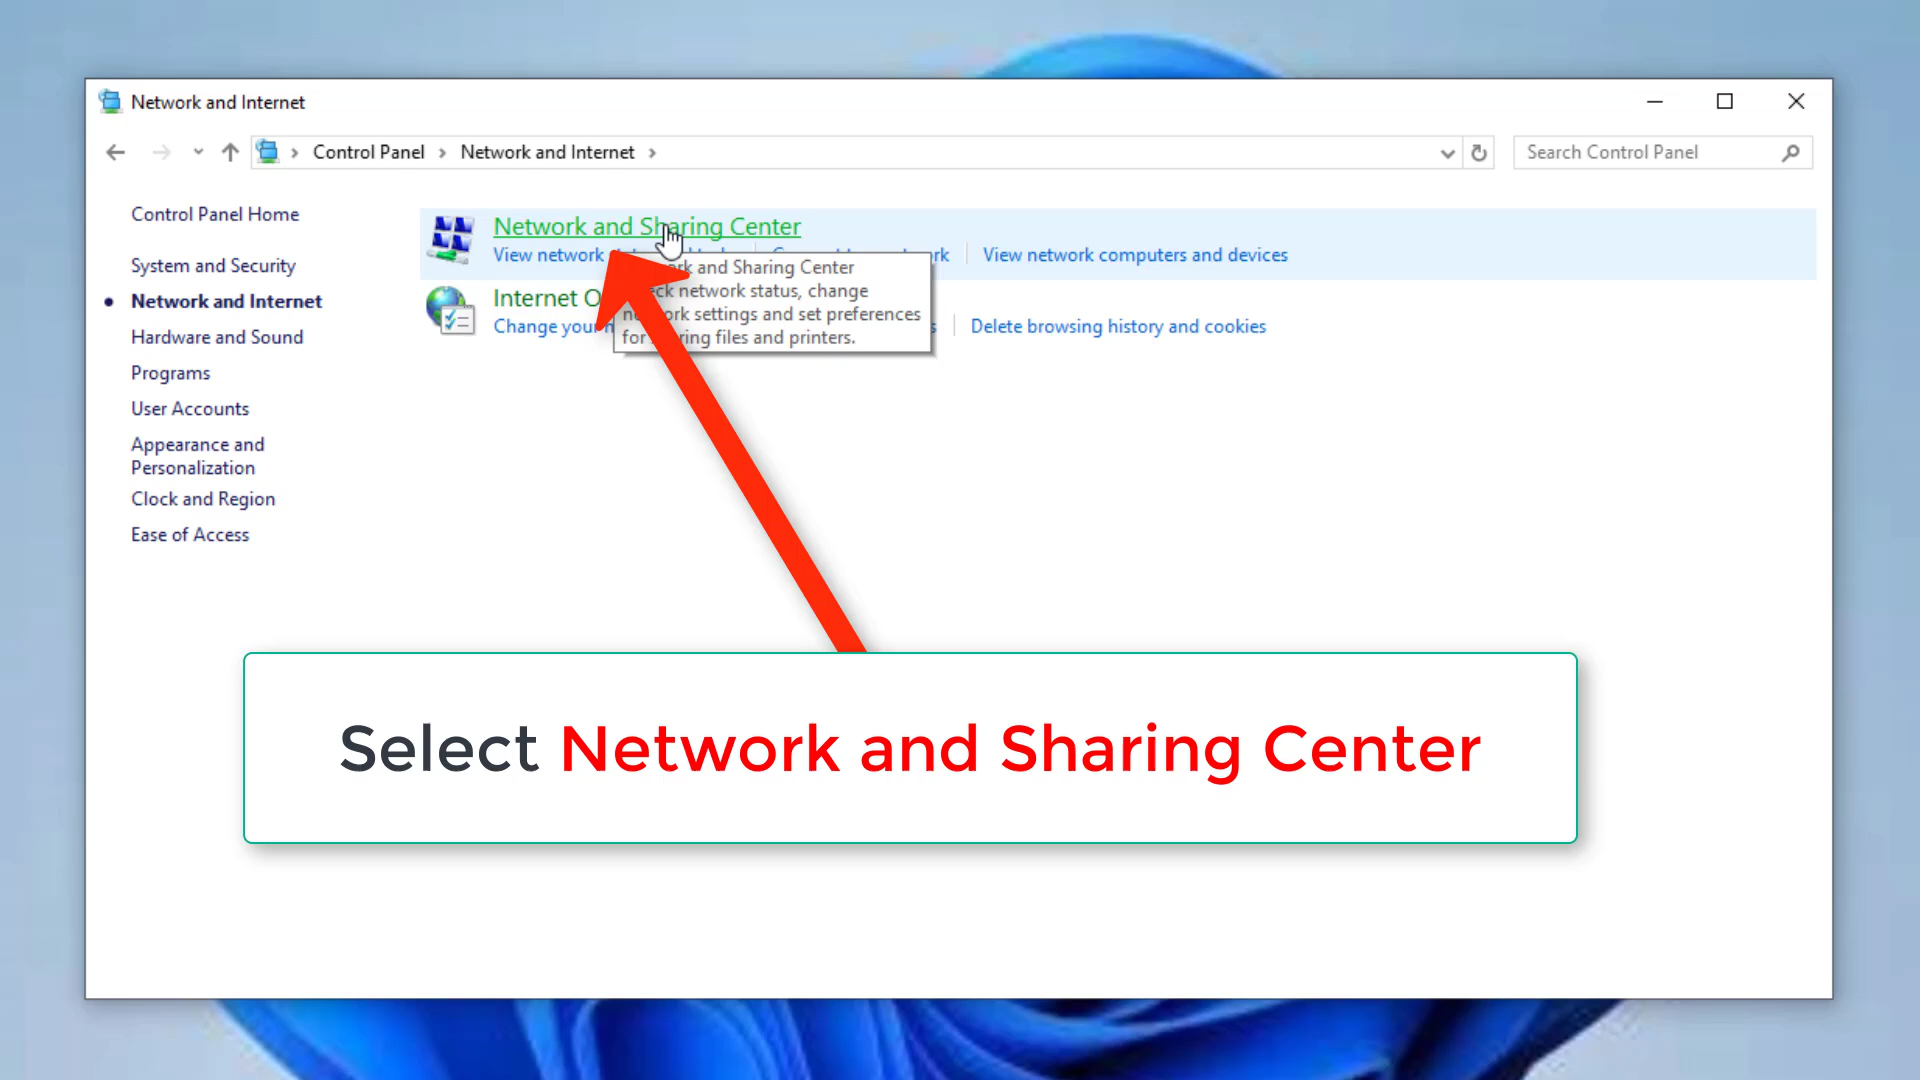 Network and Internet
Control Panel
Network and Internet
Search Control Panel
Control Panel Home
System and Security
Network and Internet
Hardware and Sound
Programs
User Accounts
Appearance and
Personalization
Clock and Region
Ease of Access
Network and Sharing Center
View network
View network computers and devices
and Sharing Center
network status, change
settings and set preferences
for files and printers.
Internet
Change your
Delete browsing history and cookies
Select Network and Sharing Center